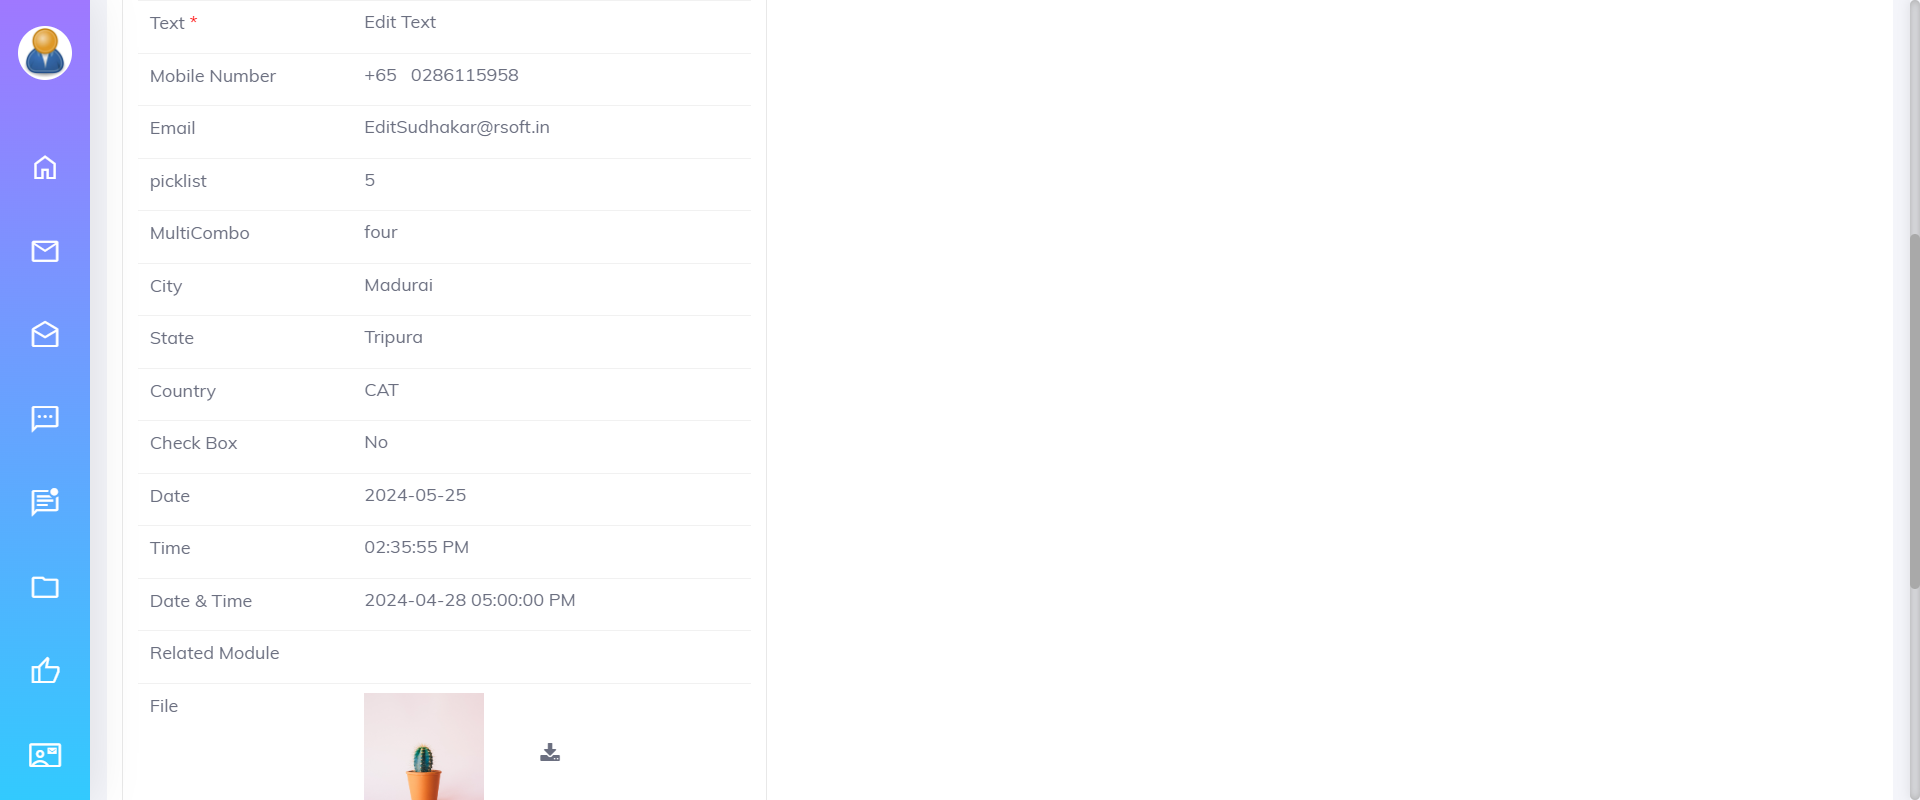 Text * Edit Text
Mobile Number +65 0286115958
Email EditSudhakar@rsoft.in
picklist 5
MultiCombo four
City Madurai
State Tripura
Country CAT
Check Box No
Date 2024-05-25
Time 02:35:55 PM
Date & Time 2024-04-28 05:00:00 PM
Related Module
File